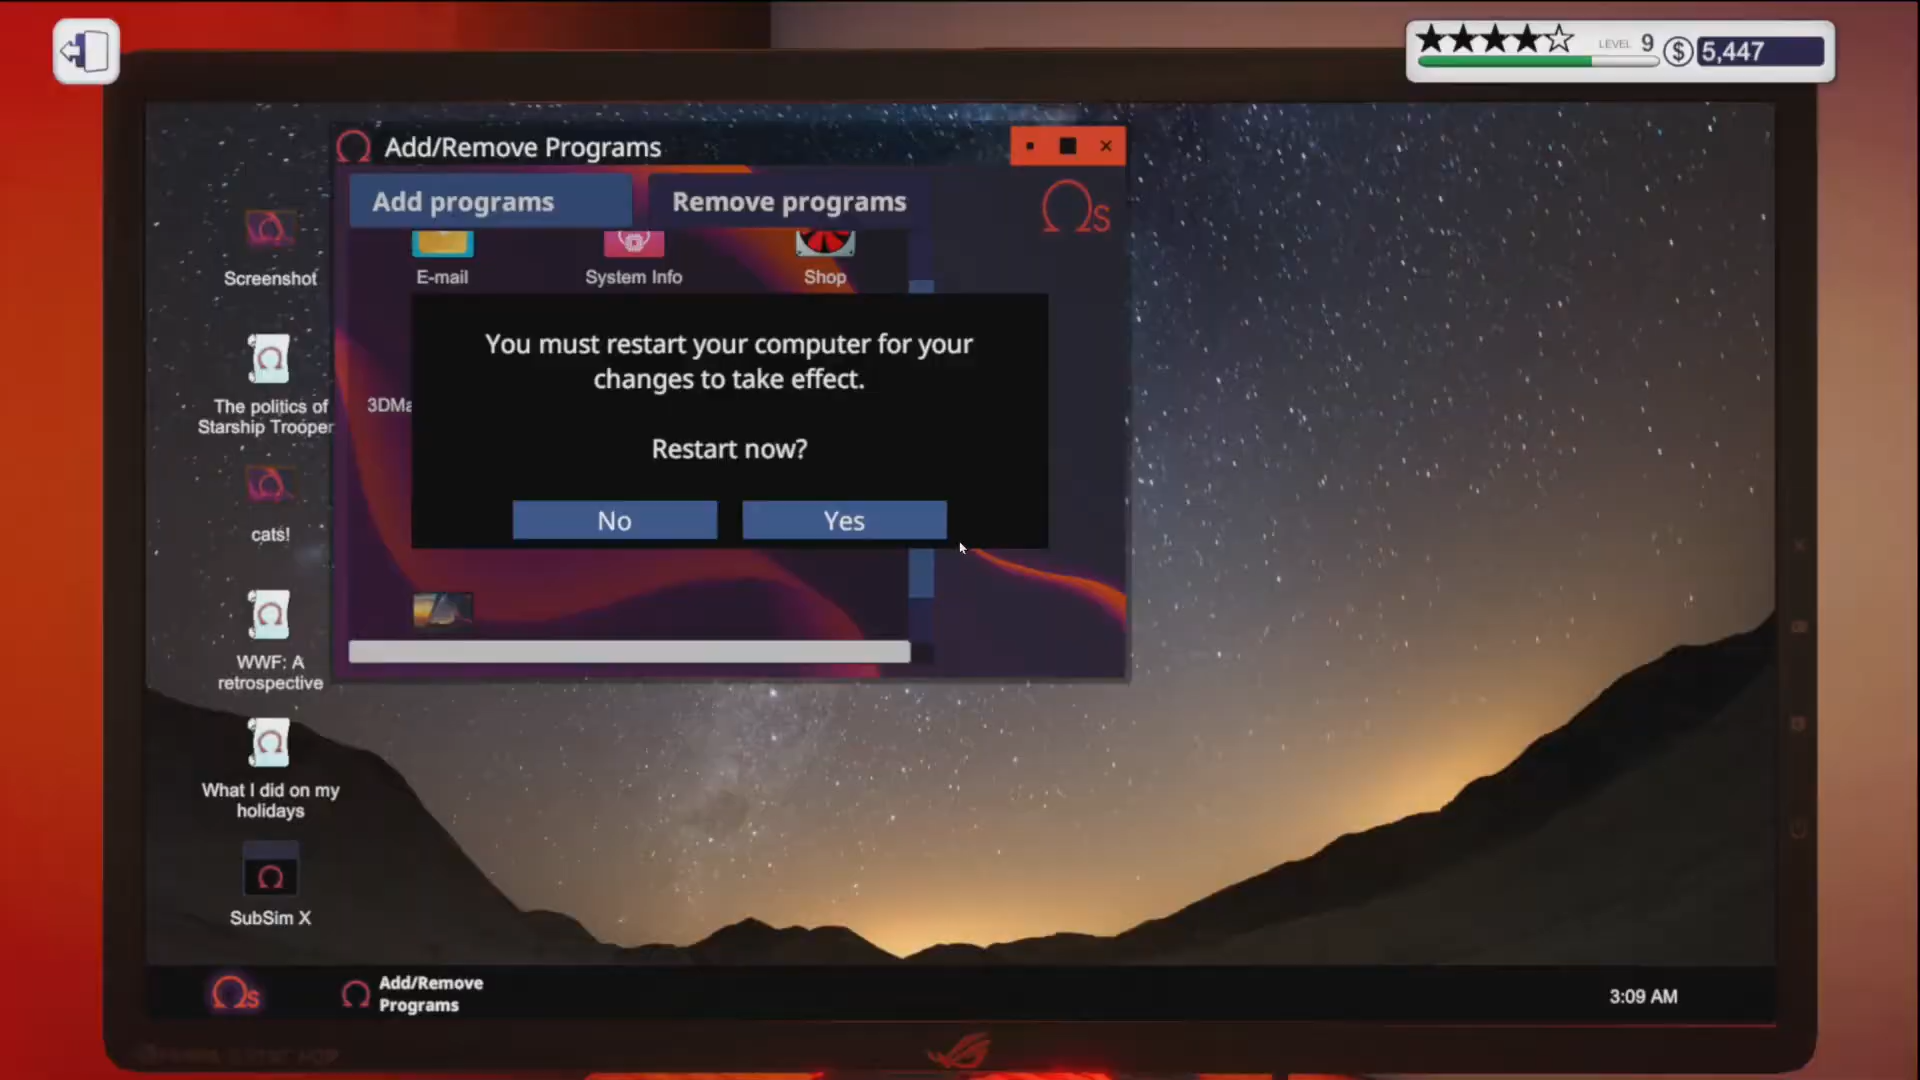 LEVEL 9
5,447
Add/Remove Programs
Add programs
Remove programs
Ωs
E-mail
System Info
Shop
You must restart your computer for your
changes to take effect.
Restart now?
No
Yes
Screenshot
The politics of
Starship Trooper
cats!
WWF: A
retrospective
What I did on my
holidays
SubSim X
Ωs
Add/Remove
Programs
3:09 AM